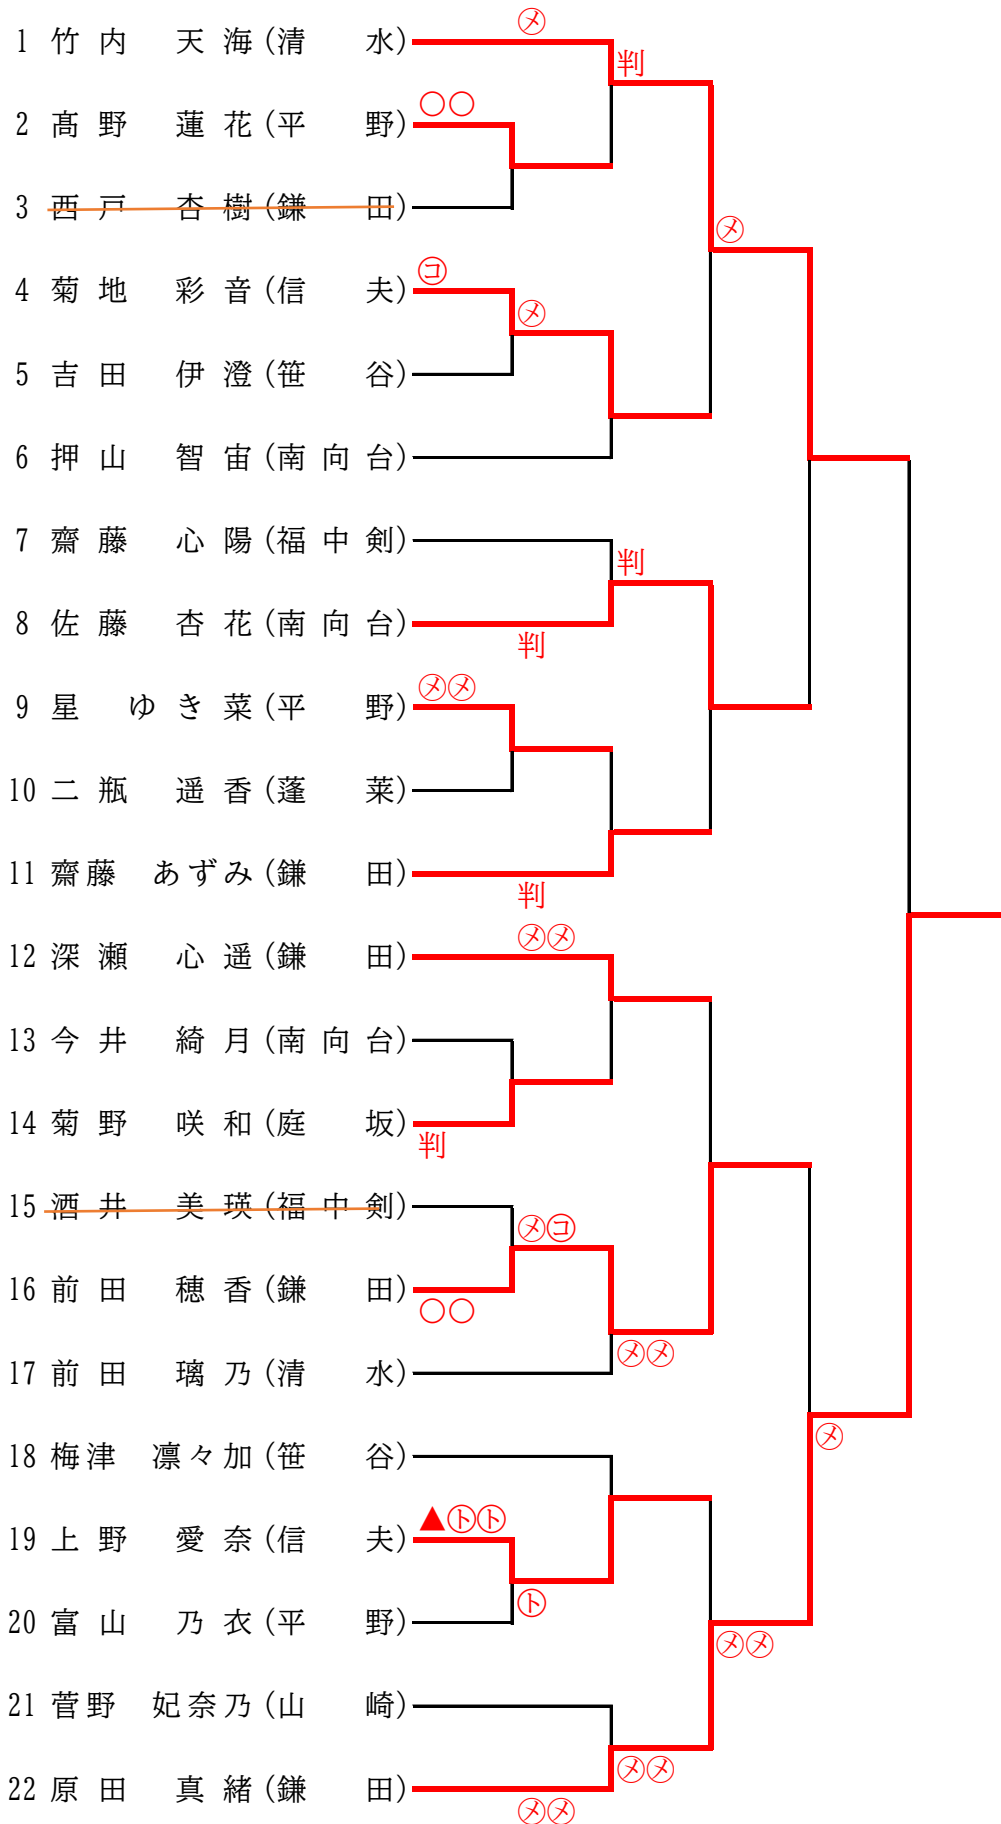 ㋱
1 竹内 天海(清 水)
判
〇〇
2 髙野 蓮花(平 野)
3 西戸 杏樹(鎌 田)
㋱
㋙
4 菊地 彩音(信 夫)
㋱
5 吉田 伊澄(笹 谷)
6 押山 智宙(南向台)
7 齋藤 心陽(福中剣)
判
8 佐藤 杏花(南向台)
判
㋱㋱
9 星 ゆき菜(平 野)
10 二瓶 遥香(蓬 莱)
11 齋藤 あずみ(鎌 田)
判
㋱㋱
12 深瀬 心遥(鎌 田)
13 今井 綺月(南向台)
14 菊野 咲和(庭 坂)
判
15 酒井 美瑛(福中剣)
㋱㋙
16 前田 穂香(鎌 田)
〇〇
㋱㋱
17 前田 璃乃(清 水)
㋱
18 梅津 凛々加(笹 谷)
▲㋣㋣
19 上野 愛奈(信 夫)
㋣
20 富山 乃衣(平 野)
㋱㋱
21 菅野 妃奈乃(山 崎)
㋱㋱
22 原田 真緒(鎌 田)
㋱㋱